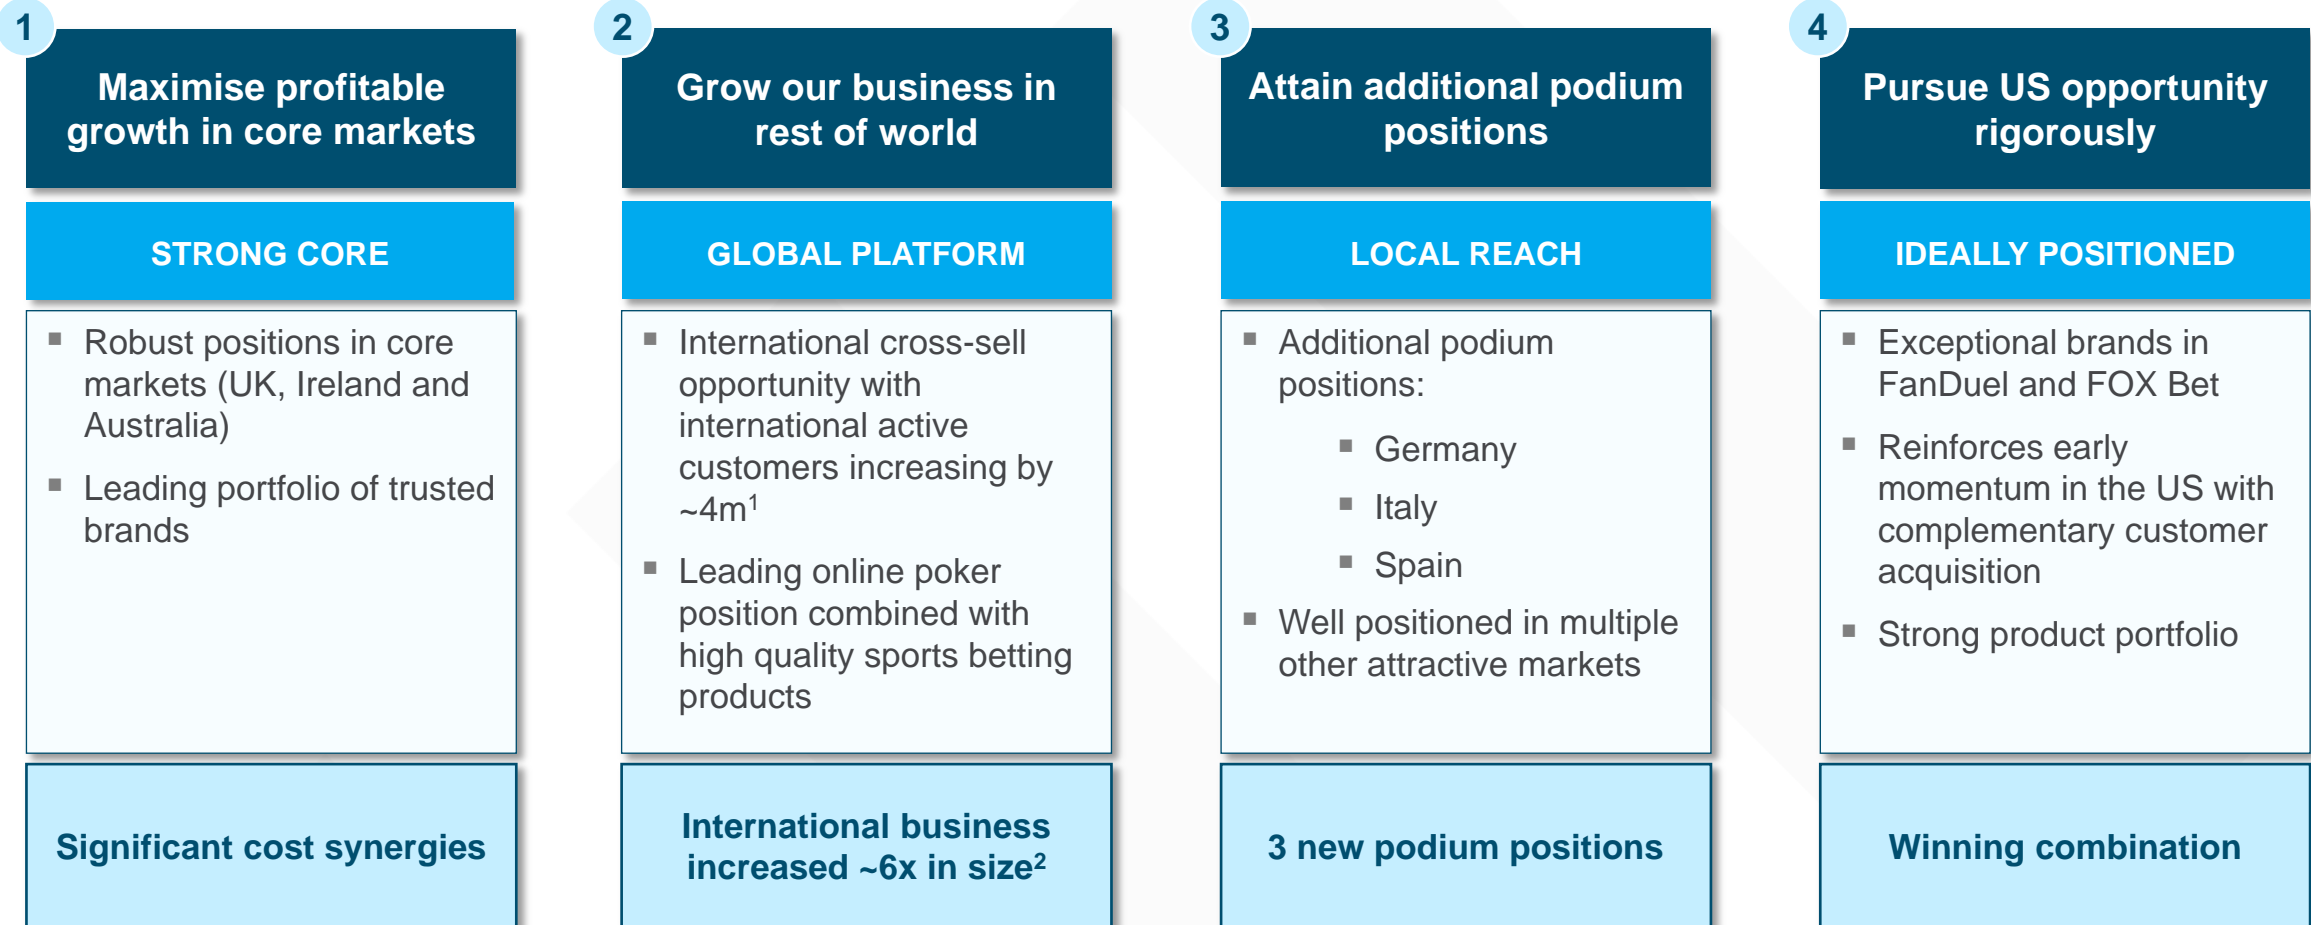 1
Maximise profitable
growth in core markets
STRONG CORE
▪ Robust positions in core
markets (UK, Ireland and
Australia)
▪ Leading portfolio of trusted
brands
Significant cost synergies
2
Grow our business in
rest of world
GLOBAL PLATFORM
▪ International cross-sell
opportunity with
international active
customers increasing by
~4m¹
▪ Leading online poker
position combined with
high quality sports betting
products
International business
increased ~6x in size²
3
Attain additional podium
positions
LOCAL REACH
▪ Additional podium
positions:
▪ Germany
▪ Italy
▪ Spain
▪ Well positioned in multiple
other attractive markets
3 new podium positions
4
Pursue US opportunity
rigorously
IDEALLY POSITIONED
▪ Exceptional brands in
FanDuel and FOX Bet
▪ Reinforces early
momentum in the US with
complementary customer
acquisition
▪ Strong product portfolio
Winning combination